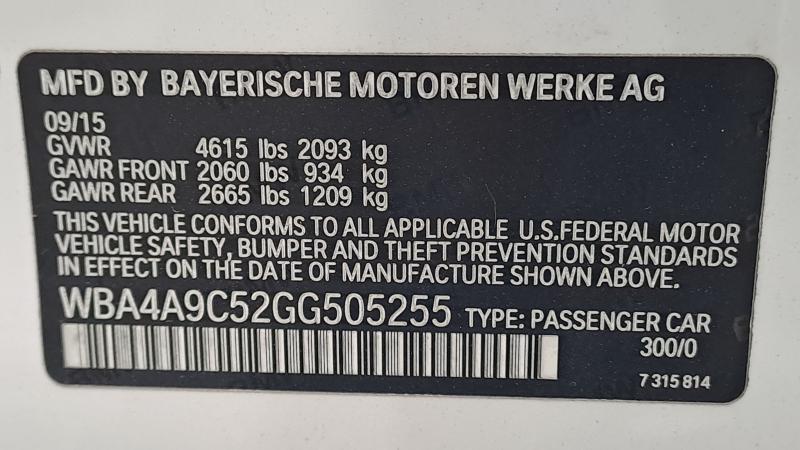 MFD BY BAYERISCHE MOTOREN WERKE AG
09/15
GVWR 4615 lbs 2093 kg
GAWR FRONT 2060 lbs 934 kg
GAWR REAR 2665 lbs 1209 kg
THIS VEHICLE CONFORMS TO ALL APPLICABLE U.S.FEDERAL MOTOR
VEHICLE SAFETY, BUMPER AND THEFT PREVENTION STANDARDS
IN EFFECT ON THE DATE OF MANUFACTURE SHOWN ABOVE.
WBA4A9C52GG505255 TYPE: PASSENGER CAR
300/0
7 315 814